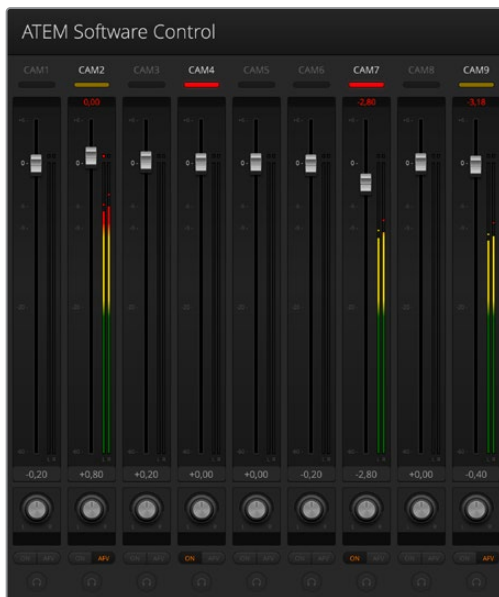 ATEM Software Control
CAM1 CAM2 CAM3 CAM4 CAM5 CAM6 CAM7 CAM8 CAM9
0,00 -2,80 -3,18
-0,20 +0,80 +0,20 +0,00 +0,00 -0,20 -2,80 +0,00 -0,40
ON AFV ON AFV ON AFV ON AFV ON AFV ON AFV ON AFV ON AFV ON AFV